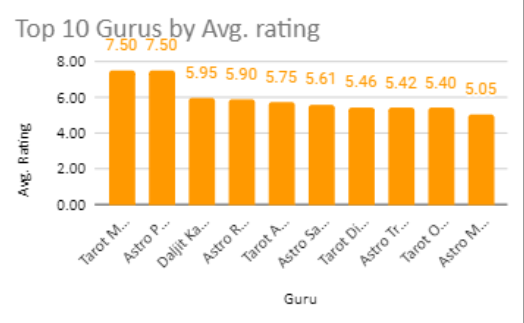 Top 10 Gurus by Avg. rating
7.50 7.50 5.95 5.90 5.75 5.61 5.46 5.42 5.40 5.05
8.00
6.00
4.00
2.00
0.00
Avg. Rating
Tarot M...
Astro P...
Daljit Ka...
Astro R...
Tarot A...
Astro Sa...
Tarot Di...
Astro Tr...
Tarot O...
Astro M...
Guru